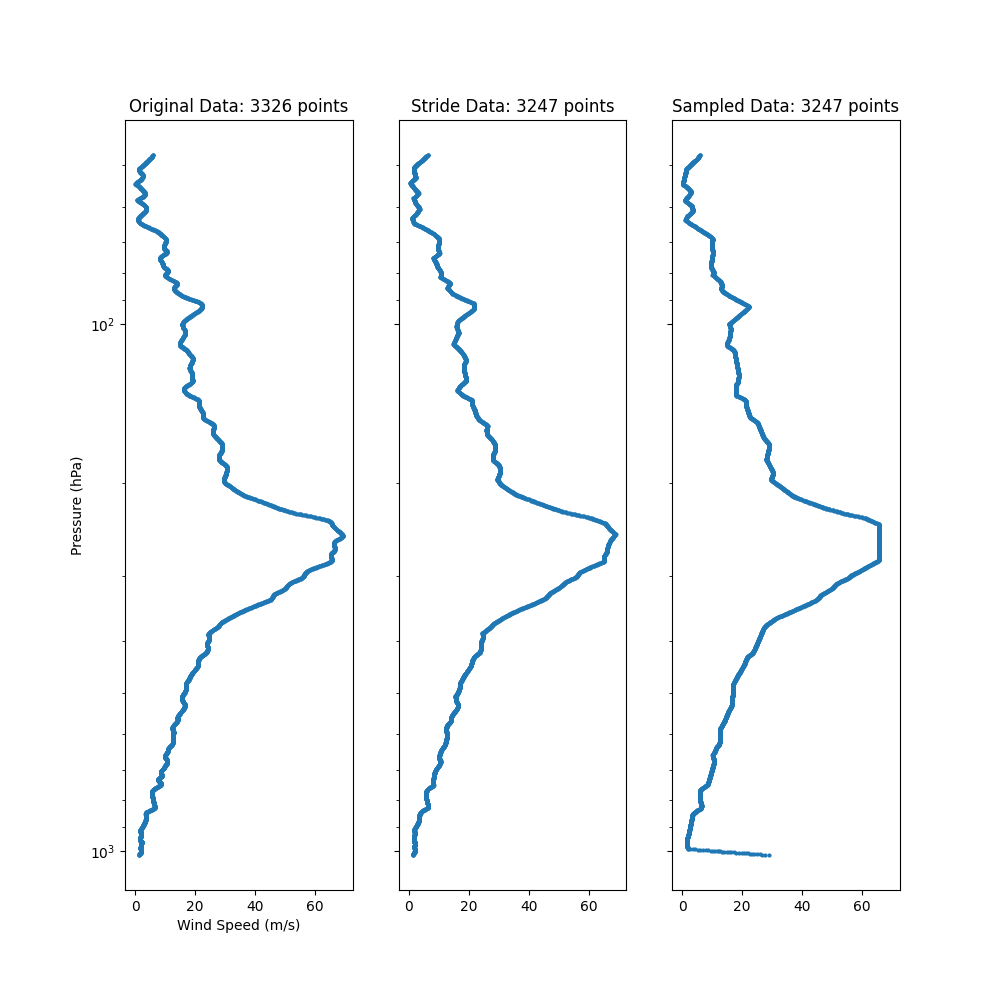 Original Data: 3326 points
Stride Data: 3247 points
Sampled Data: 3247 points
Pressure (hPa)
10²
10³
0 20 40 60
0 20 40 60
0 20 40 60
Wind Speed (m/s)